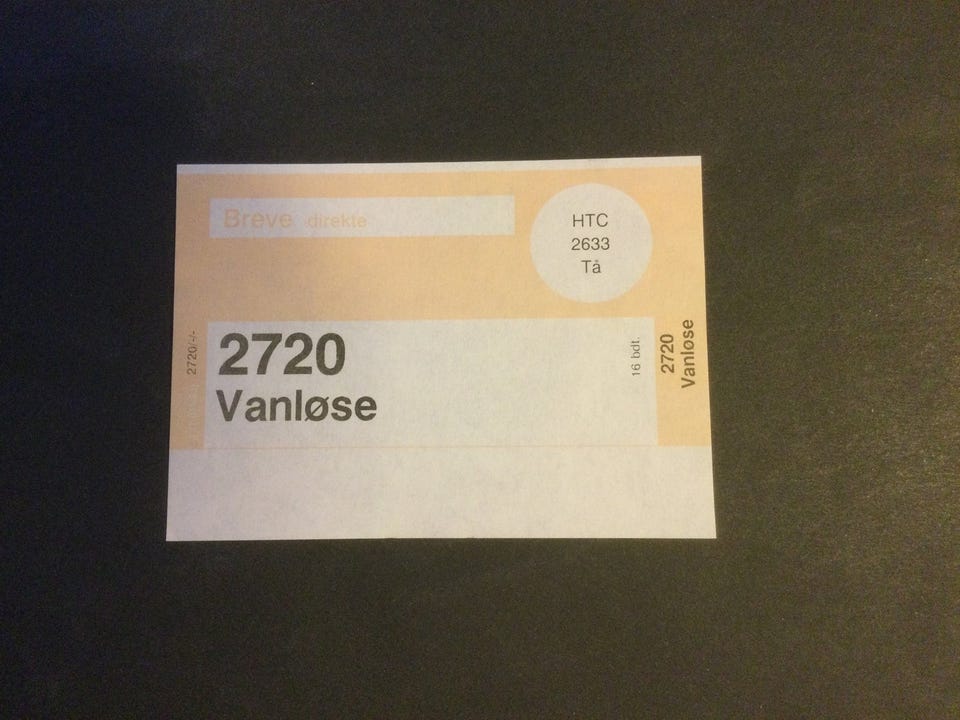 Breve direkte
HTC
2633
Tå
2720/-/-
2720
Vanløse
16 bdt.
2720
Vanløse